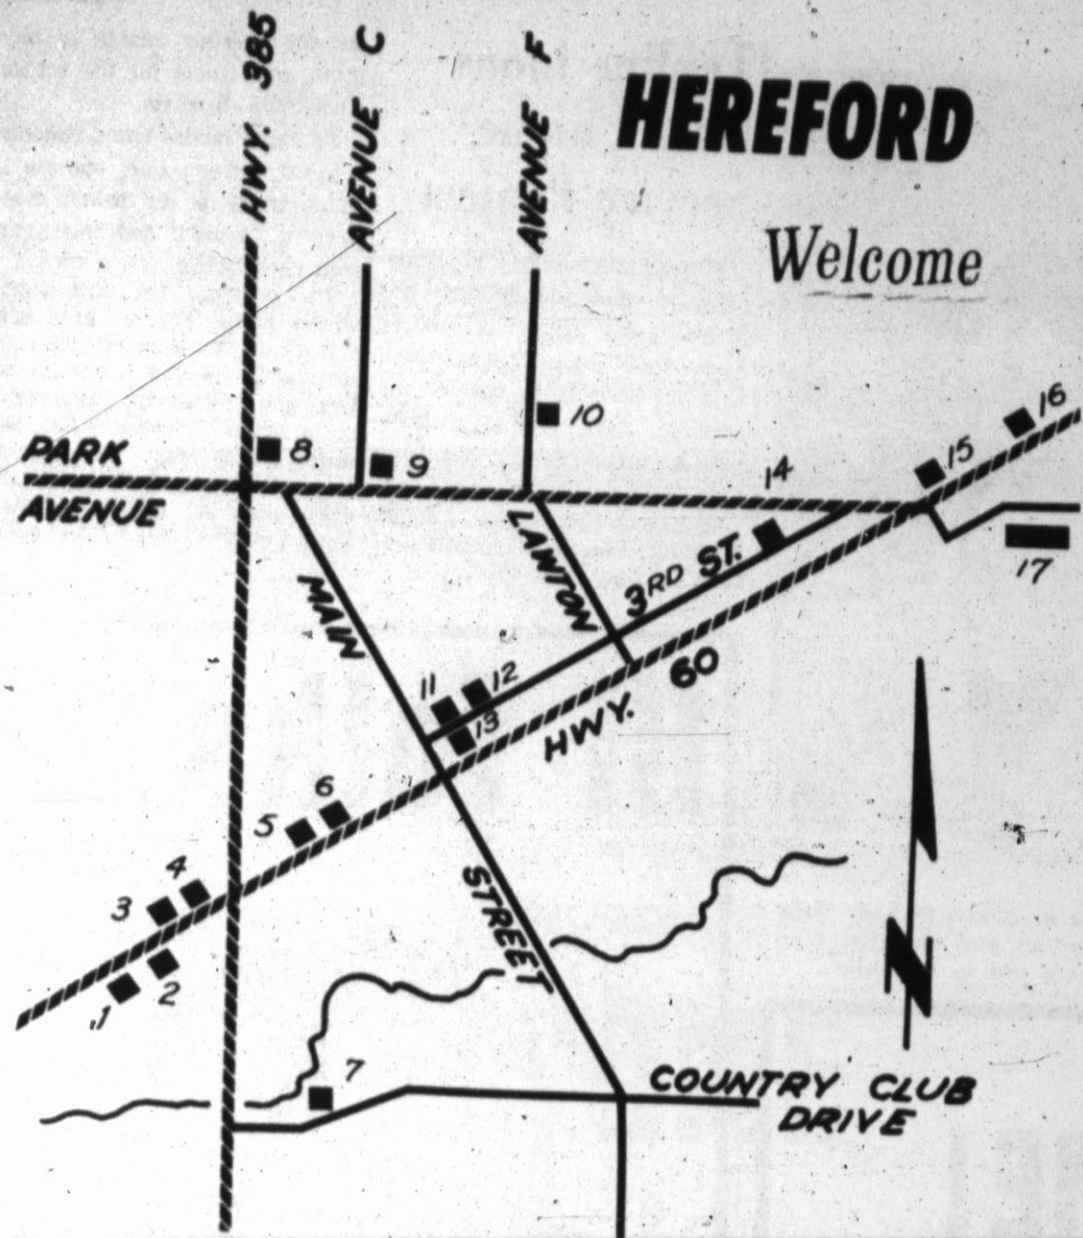 HWY. 385
AVENUE C
AVENUE F
HEREFORD
Welcome
PARK
AVENUE
8
9
10
14
15
16
17
MAIN
LAWTON
3RD ST.
11
12
13
HWY. 60
6
5
4
3
2
1
STREET
N
7
COUNTRY CLUB
DRIVE